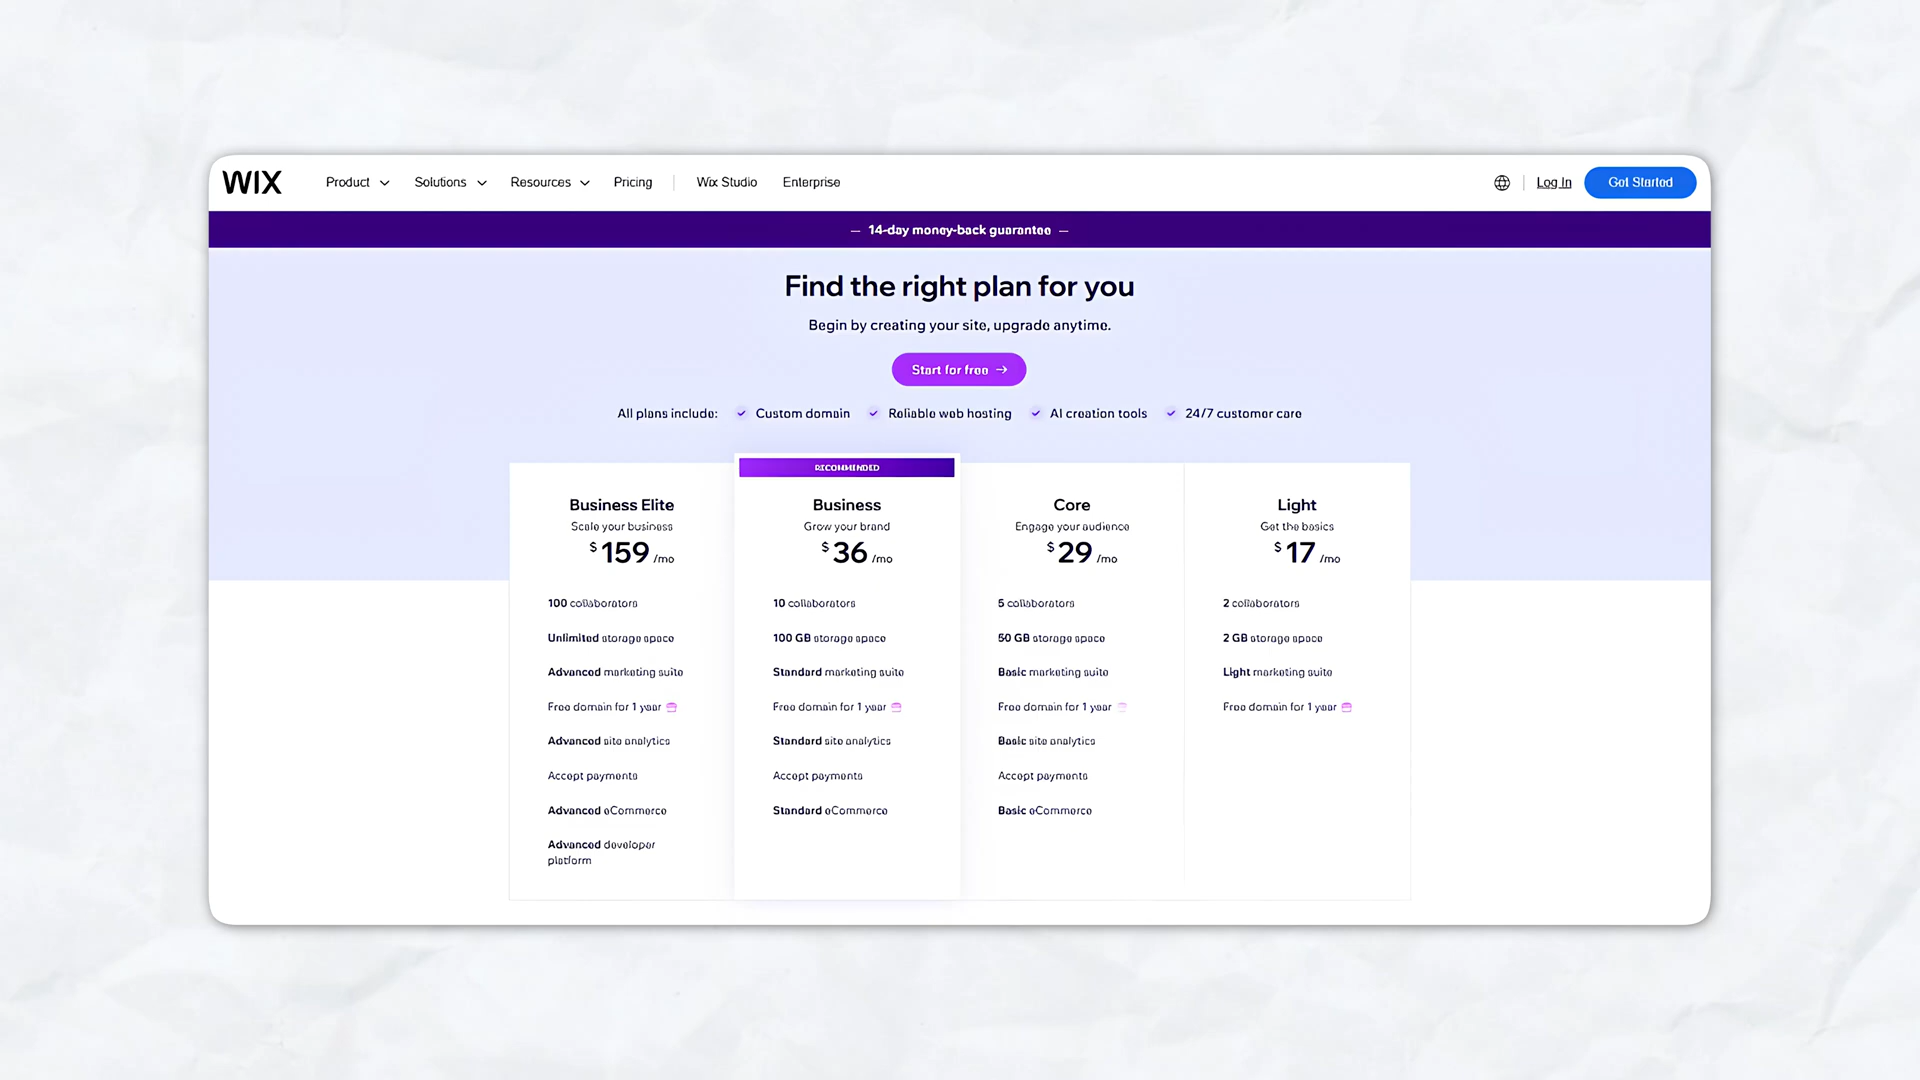 WIX
Product Solutions Resources Pricing Wix Studio Enterprise Log In Get Started
— 14-day money-back guarantee —
Find the right plan for you
Begin by creating your site, upgrade anytime.
Start for free →
All plans include: ✓ Custom domain ✓ Reliable web hosting ✓ AI creation tools ✓ 24/7 customer care
RECOMMENDED
Business Elite
Scale your business
$ 159 /mo
100 collaborators
Unlimited storage space
Advanced marketing suite
Free domain for 1 year
Advanced site analytics
Accept payments
Advanced eCommerce
Advanced developer
platform
Business
Grow your brand
$ 36 /mo
10 collaborators
100 GB storage space
Standard marketing suite
Free domain for 1 year
Standard site analytics
Accept payments
Standard eCommerce
Core
Engage your audience
$ 29 /mo
5 collaborators
50 GB storage space
Basic marketing suite
Free domain for 1 year
Basic site analytics
Accept payments
Basic eCommerce
Light
Get the basics
$ 17 /mo
2 collaborators
2 GB storage space
Light marketing suite
Free domain for 1 year